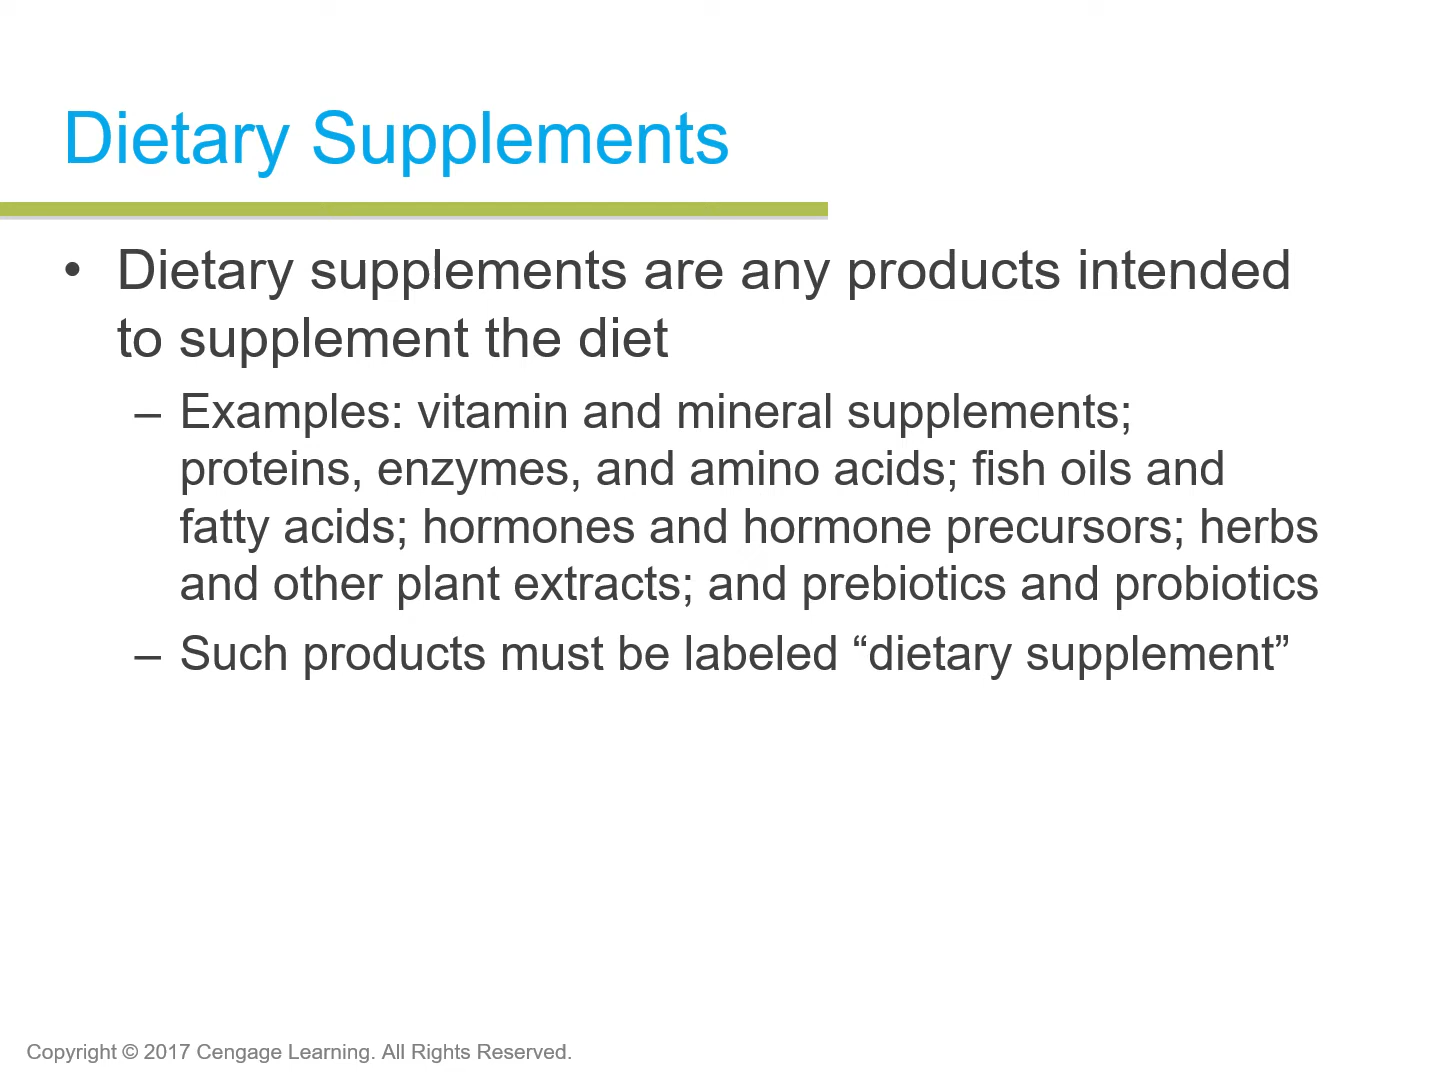 Dietary Supplements
• Dietary supplements are any products intended
to supplement the diet
– Examples: vitamin and mineral supplements;
proteins, enzymes, and amino acids; fish oils and
fatty acids; hormones and hormone precursors; herbs
and other plant extracts; and prebiotics and probiotics
– Such products must be labeled “dietary supplement”
Copyright © 2017 Cengage Learning. All Rights Reserved.